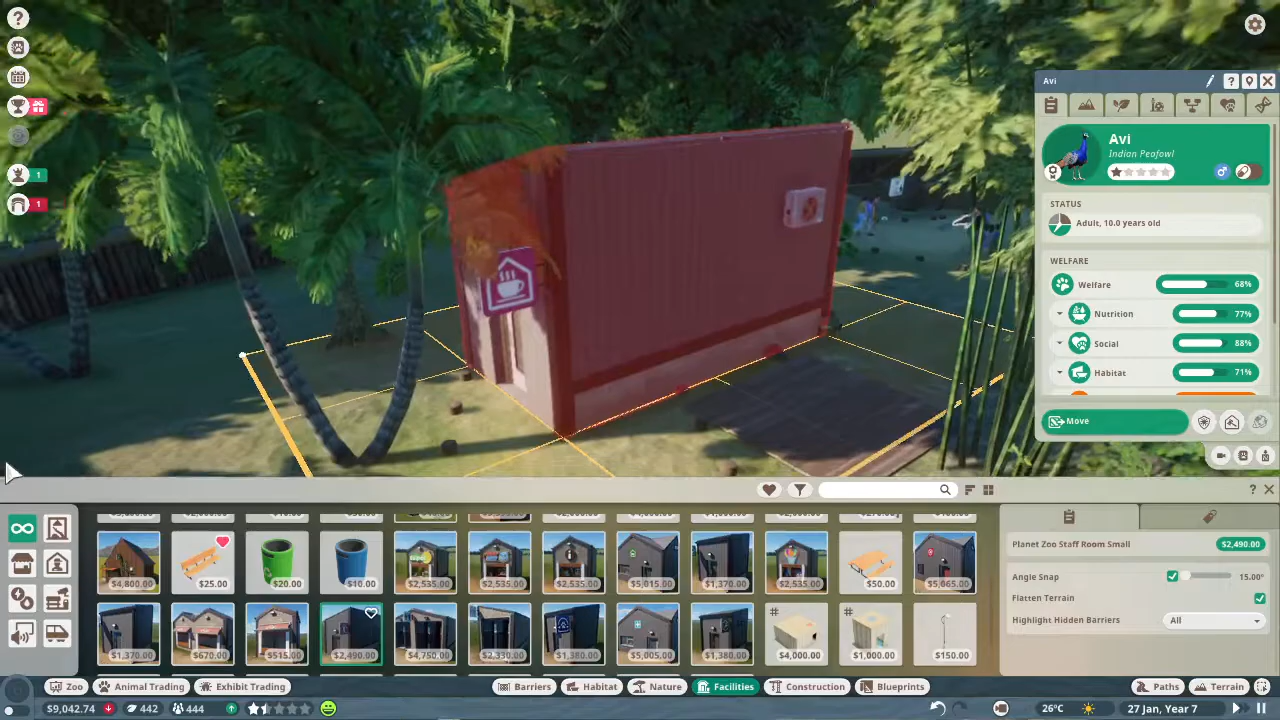 Avi
Avi
Indian Peafowl
STATUS
Adult, 10.0 years old
WELFARE
Welfare 68%
Nutrition 77%
Social 88%
Habitat 71%
Move
1
1
Planet Zoo Staff Room Small $2,490.00
Angle Snap 15.00°
Flatten Terrain
Highlight Hidden Barriers All
$4,800.00 $25.00 $20.00 $10.00 $2,535.00 $2,535.00 $2,535.00 $5,015.00 $1,370.00 $2,535.00 $50.00 $5,065.00
$1,370.00 $670.00 $515.00 $2,490.00 $4,750.00 $2,330.00 $1,380.00 $5,005.00 $1,380.00 $4,000.00 $1,000.00 $150.00
Zoo Animal Trading Exhibit Trading Barriers Habitat Nature Facilities Construction Blueprints Paths Terrain
$9,042.74 442 444 26°C 27 Jan, Year 7